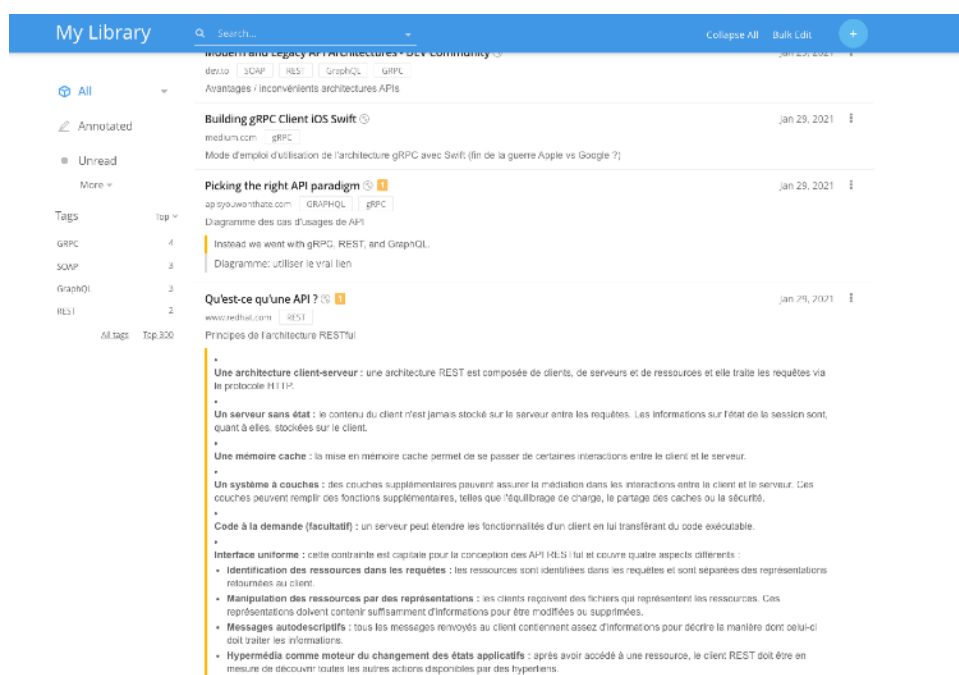 My Library
Search...
Collapse All Bulk Edit +
Modern and Legacy API Architectures - DEV Community
Jan 29, 2021
dev.to SOAP REST GraphQL GRPC
Avantages / inconvénients architectures APIs
All
Annotated
Unread
More
Tags Top
GRPC 4
SOAP 3
GraphQL 3
REST 2
All tags Top 300
Building gRPC Client iOS Swift
Jan 29, 2021
medium.com gRPC
Mode d'emploi d'utilisation de l'architecture gRPC avec Swift (fin de la guerre Apple vs Google ?)
Picking the right API paradigm 1
Jan 29, 2021
apisyouwonthate.com GRAPHQL gRPC
Diagramme des cas d'usages de API
Instead we went with gRPC, REST, and GraphQL.
Diagramme: utiliser le vrai lien
Qu'est-ce qu'une API ? 1
Jan 29, 2021
www.redhat.com REST
Principes de l'architecture RESTful
•
Une architecture client-serveur : une architecture REST est composée de clients, de serveurs et de ressources et elle traite les requêtes via
le protocole HTTP.
•
Un serveur sans état : le contenu du client n'est jamais stocké sur le serveur entre les requêtes. Les informations sur l'état de la session sont,
quant à elles, stockées sur le client.
•
Une mémoire cache : la mise en mémoire cache permet de se passer de certaines interactions entre le client et le serveur.
•
Un système à couches : des couches supplémentaires peuvent assurer la médiation dans les interactions entre le client et le serveur. Ces
couches peuvent remplir des fonctions supplémentaires, telles que l'équilibrage de charge, le partage des caches ou la sécurité.
•
Code à la demande (facultatif) : un serveur peut étendre les fonctionnalités d'un client en lui transférant du code exécutable.
•
Interface uniforme : cette contrainte est capitale pour la conception des API RESTful et couvre quatre aspects différents :
• Identification des ressources dans les requêtes : les ressources sont identifiées dans les requêtes et sont séparées des représentations
retournées au client.
• Manipulation des ressources par des représentations : les clients reçoivent des fichiers qui représentent les ressources. Ces
représentations doivent contenir suffisamment d'informations pour être modifiées ou supprimées.
• Messages autodescriptifs : tous les messages renvoyés au client contiennent assez d'informations pour décrire la manière dont celui-ci
doit traiter les informations.
• Hypermédia comme moteur du changement des états applicatifs : après avoir accédé à une ressource, le client REST doit être en
mesure de découvrir toutes les autres actions disponibles par des hyperliens.